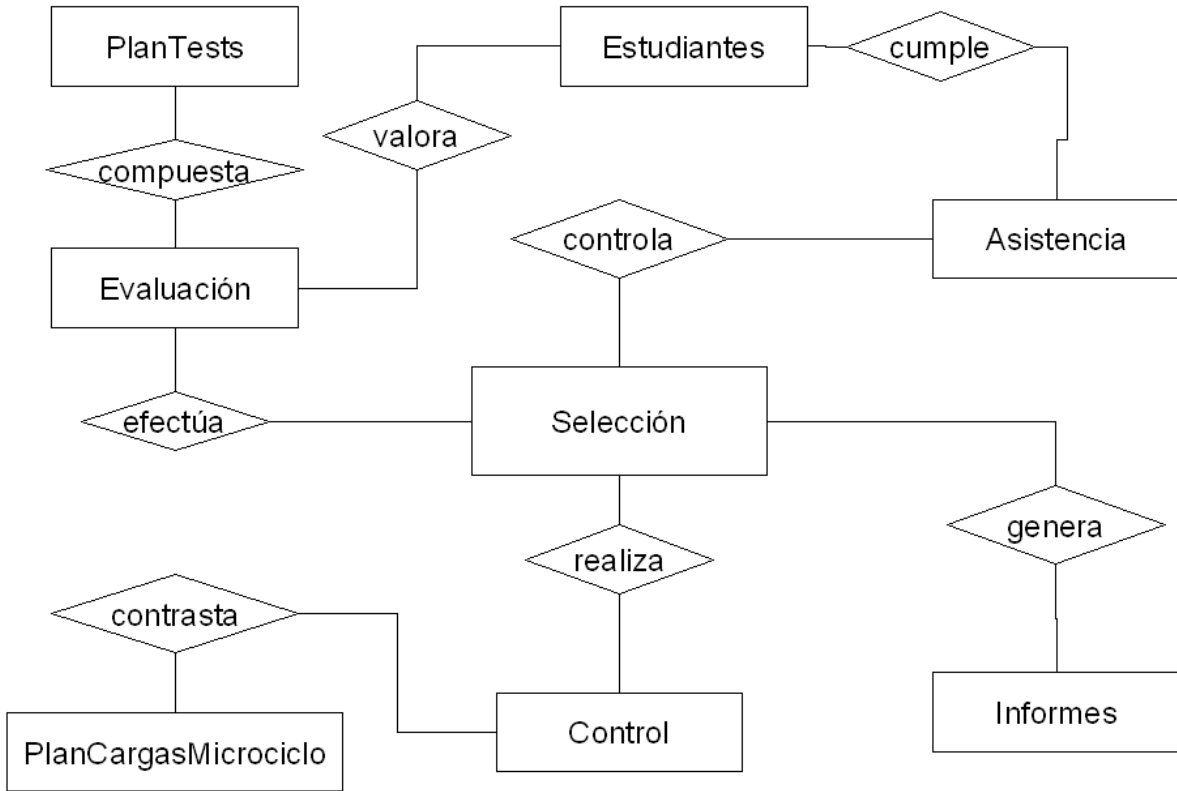 PlanTests
Estudiantes
cumple
valora
compuesta
controla
Asistencia
Evaluación
efectúa
Selección
genera
realiza
contrasta
Informes
Control
PlanCargasMicrociclo